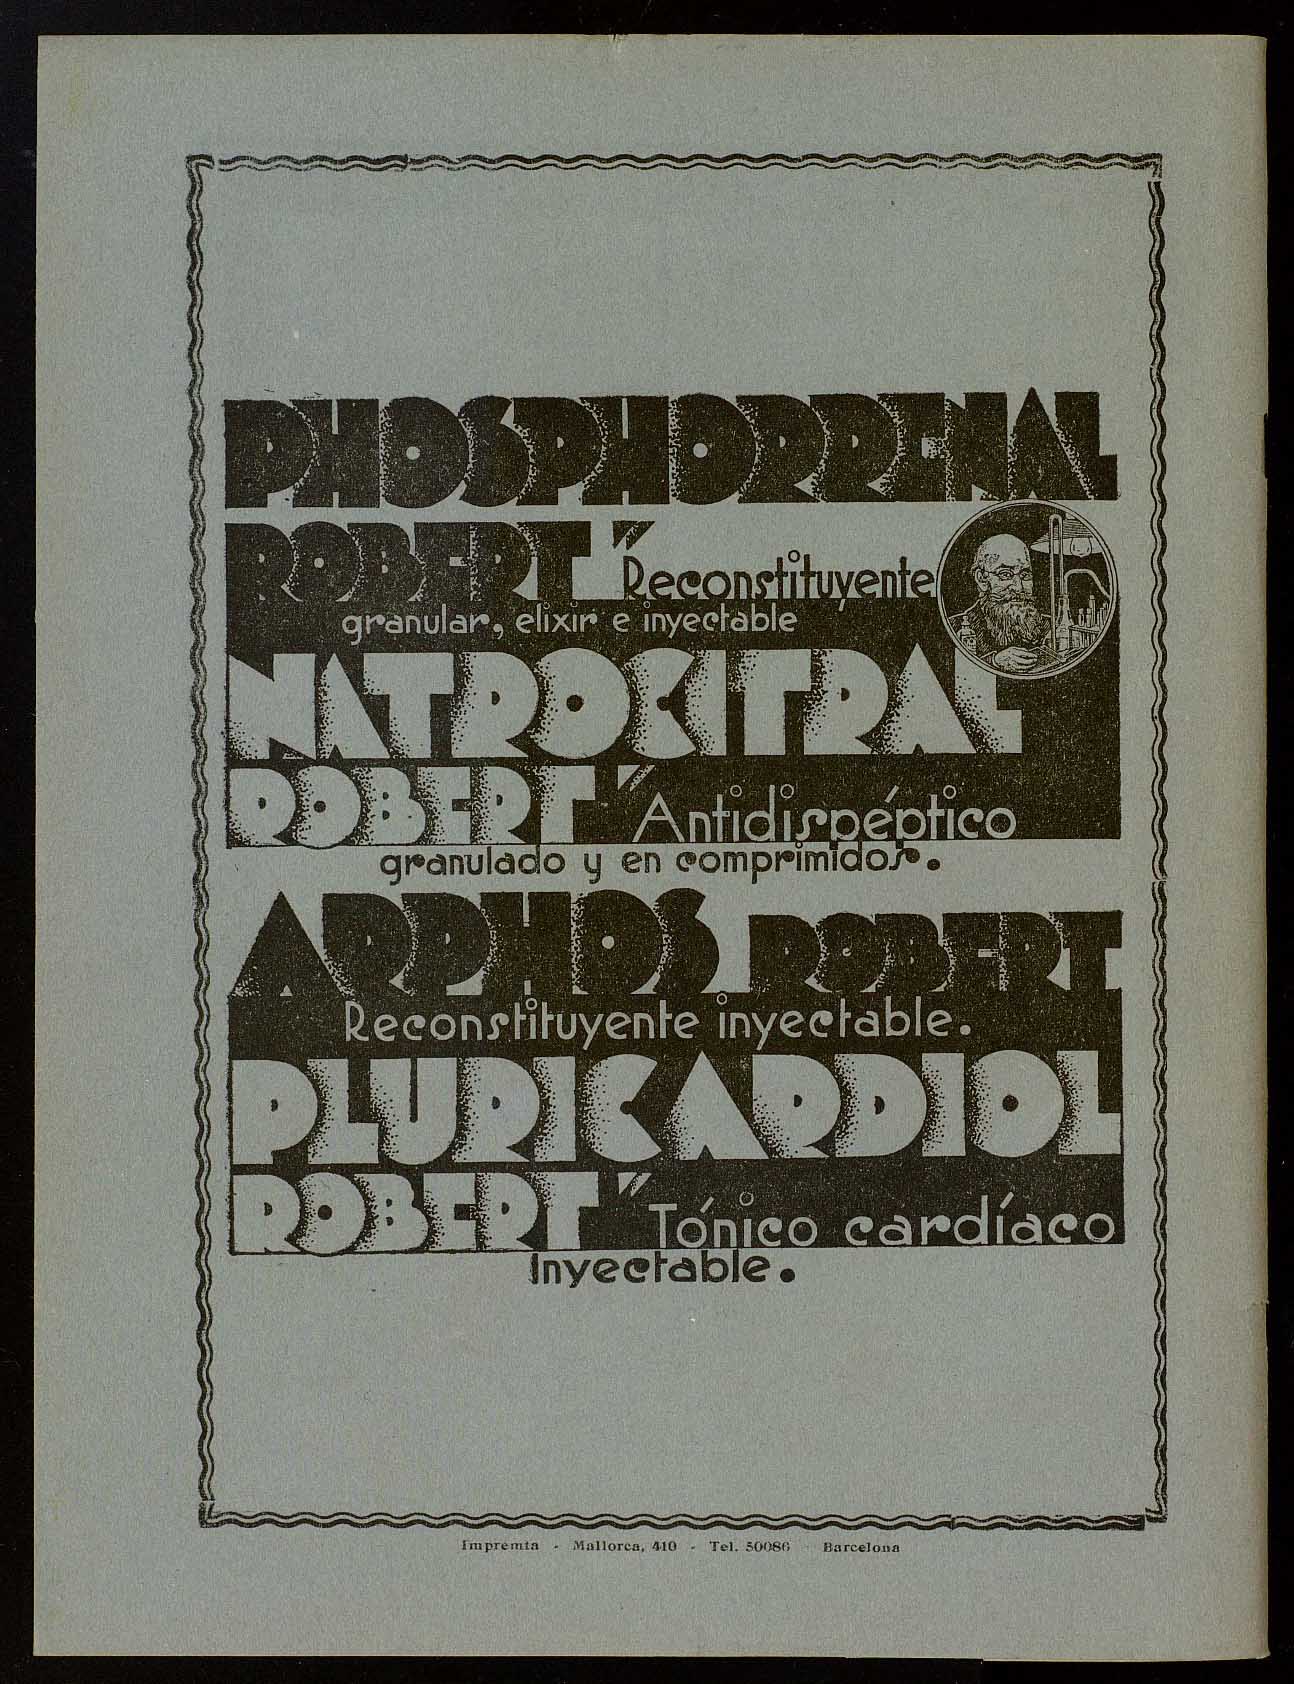 PHOSPHORRENAL
ROBERT " Reconstituyente
granular, elixir e inyectable
NATROCITRAL
ROBERT " Antidispéptico
granulado y en comprimidos.
ARPHOS ROBERT
Reconstituyente inyectable.
PLURICARDIOL
ROBERT " Tónico cardíaco
Inyectable.
Impremta - Mallorca, 410 - Tel. 50086 - Barcelona